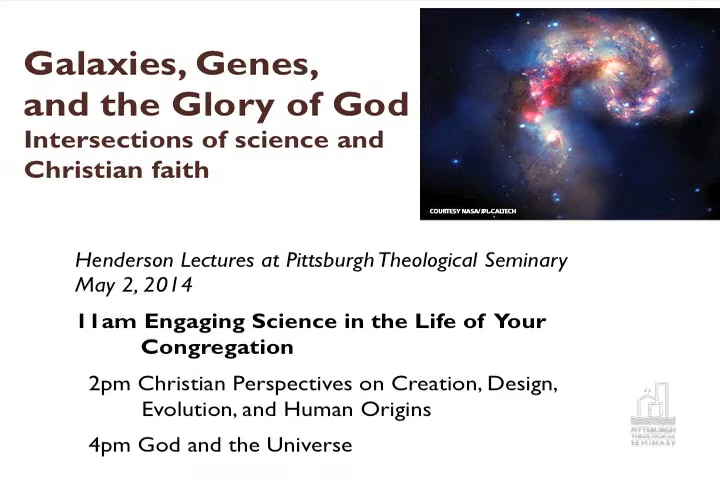 Galaxies, Genes,
and the Glory of God
Intersections of science and
Christian faith
COURTESY NASA/JPL-CALTECH
Henderson Lectures at Pittsburgh Theological Seminary
May 2, 2014
11am Engaging Science in the Life of Your
Congregation
2pm Christian Perspectives on Creation, Design,
Evolution, and Human Origins
4pm God and the Universe
PITTSBURGH
THEOLOGICAL
SEMINARY